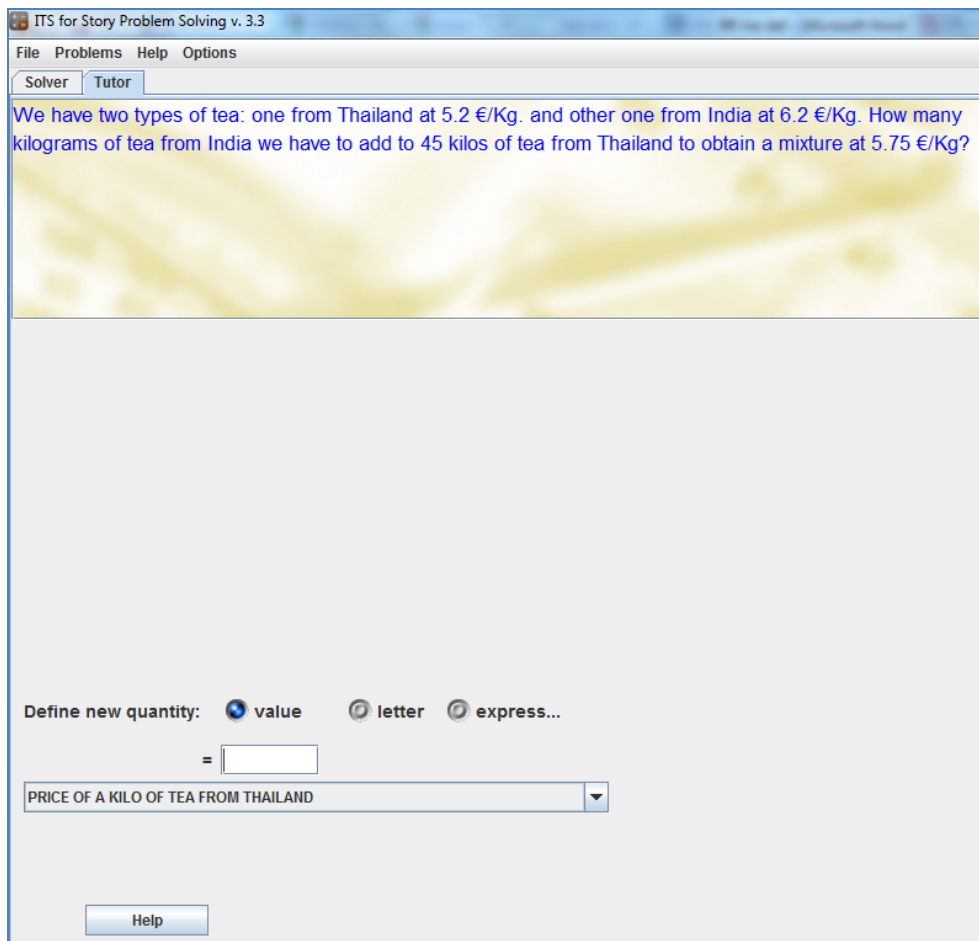 ITS for Story Problem Solving v. 3.3
File Problems Help Options
Solver Tutor
We have two types of tea: one from Thailand at 5.2 €/Kg. and other one from India at 6.2 €/Kg. How many
kilograms of tea from India we have to add to 45 kilos of tea from Thailand to obtain a mixture at 5.75 €/Kg?
Define new quantity: value letter express...
=
PRICE OF A KILO OF TEA FROM THAILAND
Help